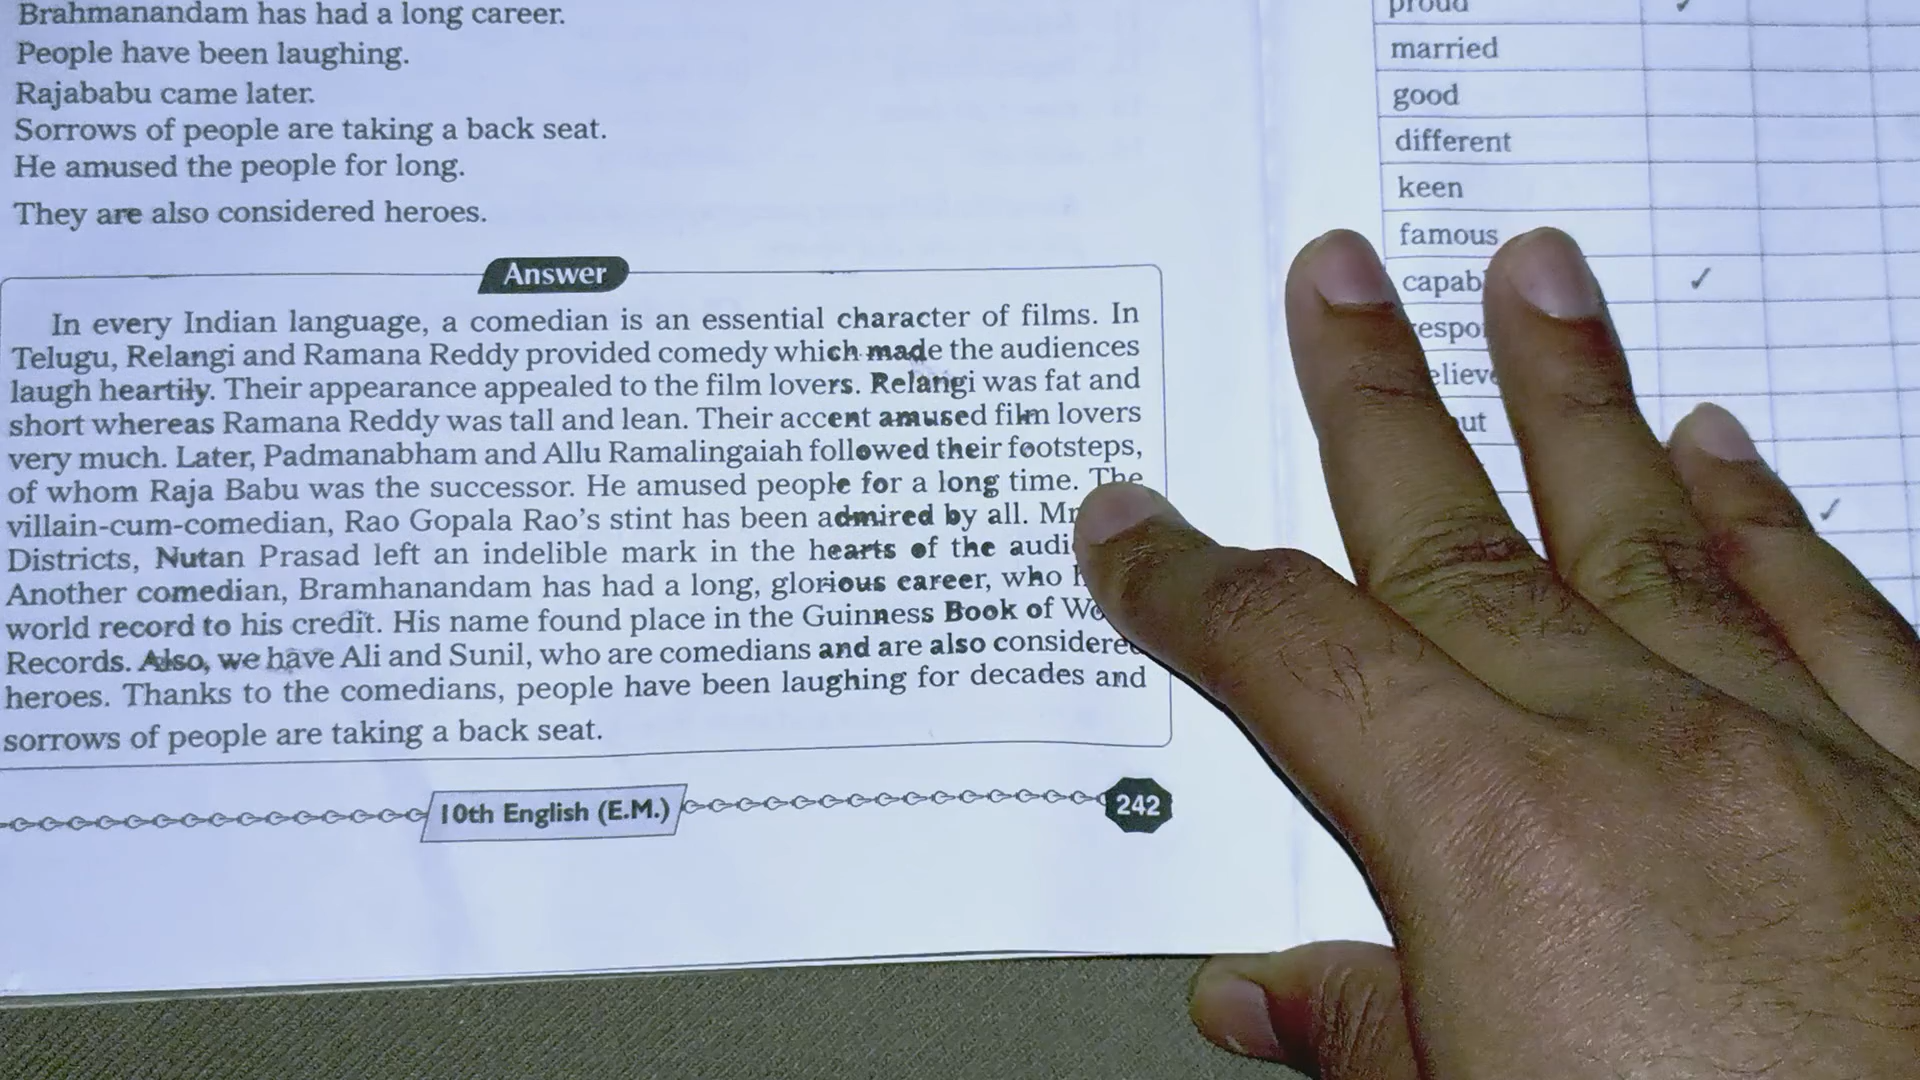 Brahmanandam has had a long career.
People have been laughing.
Rajababu came later.
Sorrows of people are taking a back seat.
He amused the people for long.
They are also considered heroes.
Answer
In every Indian language, a comedian is an essential character of films. In
Telugu, Relangi and Ramana Reddy provided comedy which made the audiences
laugh heartily. Their appearance appealed to the film lovers. Relangi was fat and
short whereas Ramana Reddy was tall and lean. Their accent amused film lovers
very much. Later, Padmanabham and Allu Ramalingaiah followed their footsteps,
of whom Raja Babu was the successor. He amused people for a long time. The
villain-cum-comedian, Rao Gopala Rao's stint has been admired by all.
Districts, Nutan Prasad left an indelible mark in the hearts of the
Another comedian, Bramhanandam has had a long, glorious career, who
world record to his credit. His name found place in the Guinness Book of
Records. Also, we have Ali and Sunil, who are comedians and are also considered
heroes. Thanks to the comedians, people have been laughing for decades and
sorrows of people are taking a back seat.
10th English (E.M.)
242
proud ✓
married
good
different
keen
famous
✓
✓